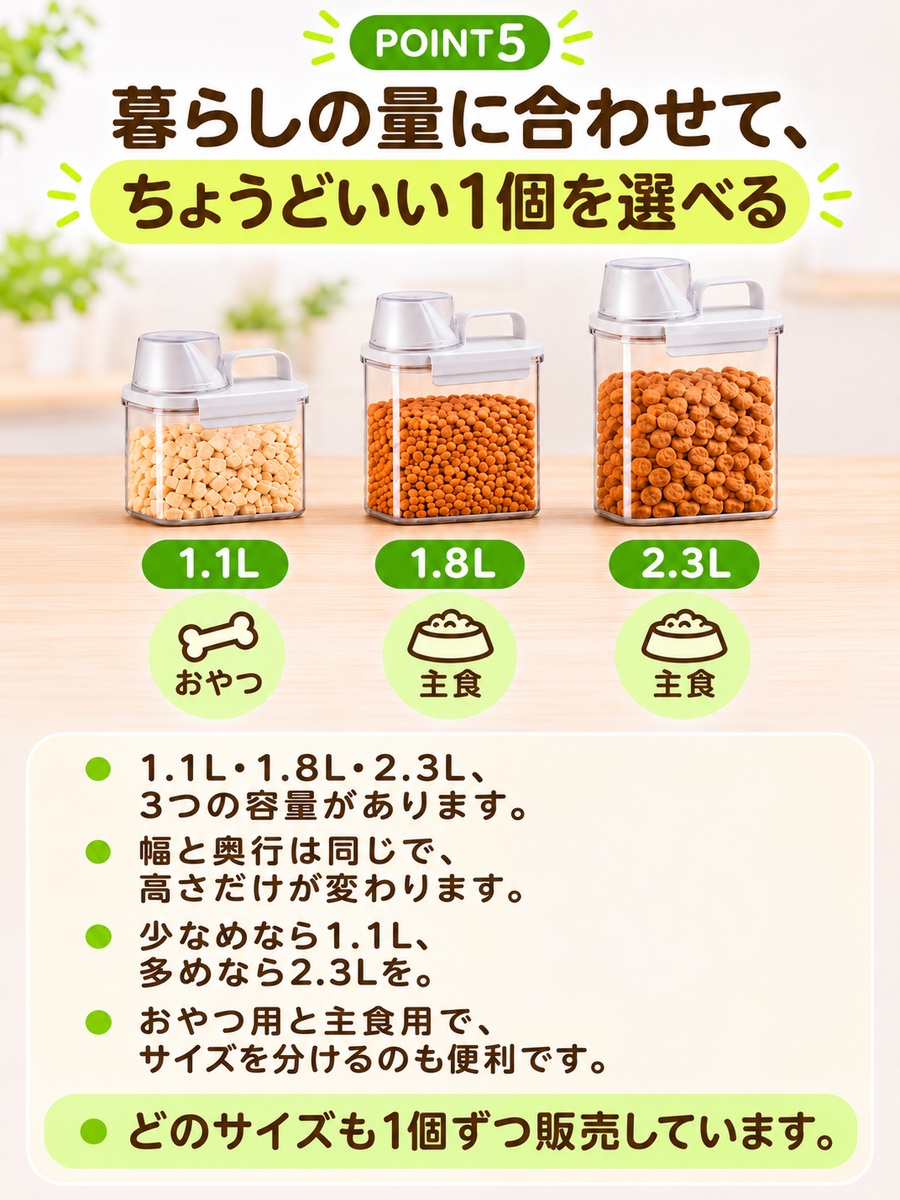 POINT5
暮らしの量に合わせて、
ちょうどいい1個を選べる
1.1L
1.8L
2.3L
おやつ
主食
主食
1.1L・1.8L・2.3L、
3つの容量があります。
幅と奥行は同じで、
高さだけが変わります。
少なめなら1.1L、
多めなら2.3Lを。
おやつ用と主食用で、
サイズを分けるのも便利です。
どのサイズも1個ずつ販売しています。